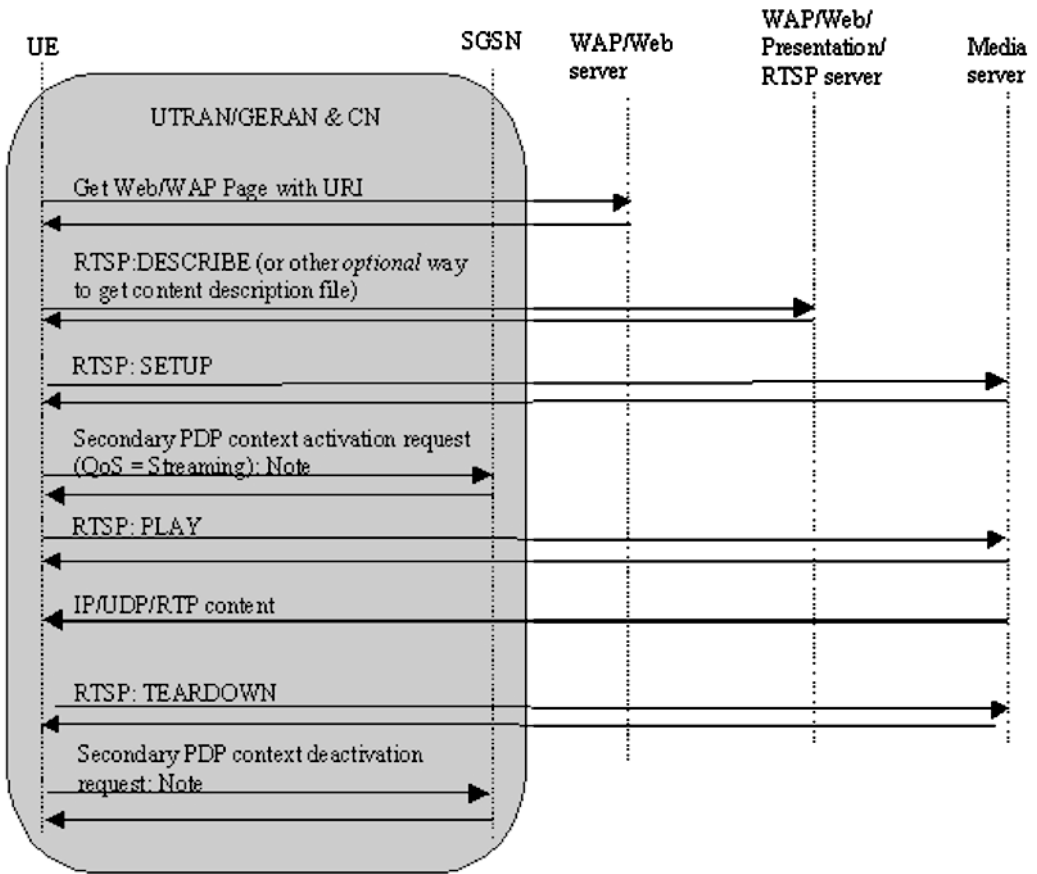 UE
SGSN
WAP/Web
server
WAP/Web/
Presentation/
RTSP server
Media
server
UTRAN/GERAN & CN
Get Web/WAP Page with URI
RTSP:DESCRIBE (or other optional way
to get content description file)
RTSP: SETUP
Secondary PDP context activation request
(QoS = Streaming): Note
RTSP: PLAY
IP/UDP/RTP content
RTSP: TEARDOWN
Secondary PDP context deactivation
request: Note